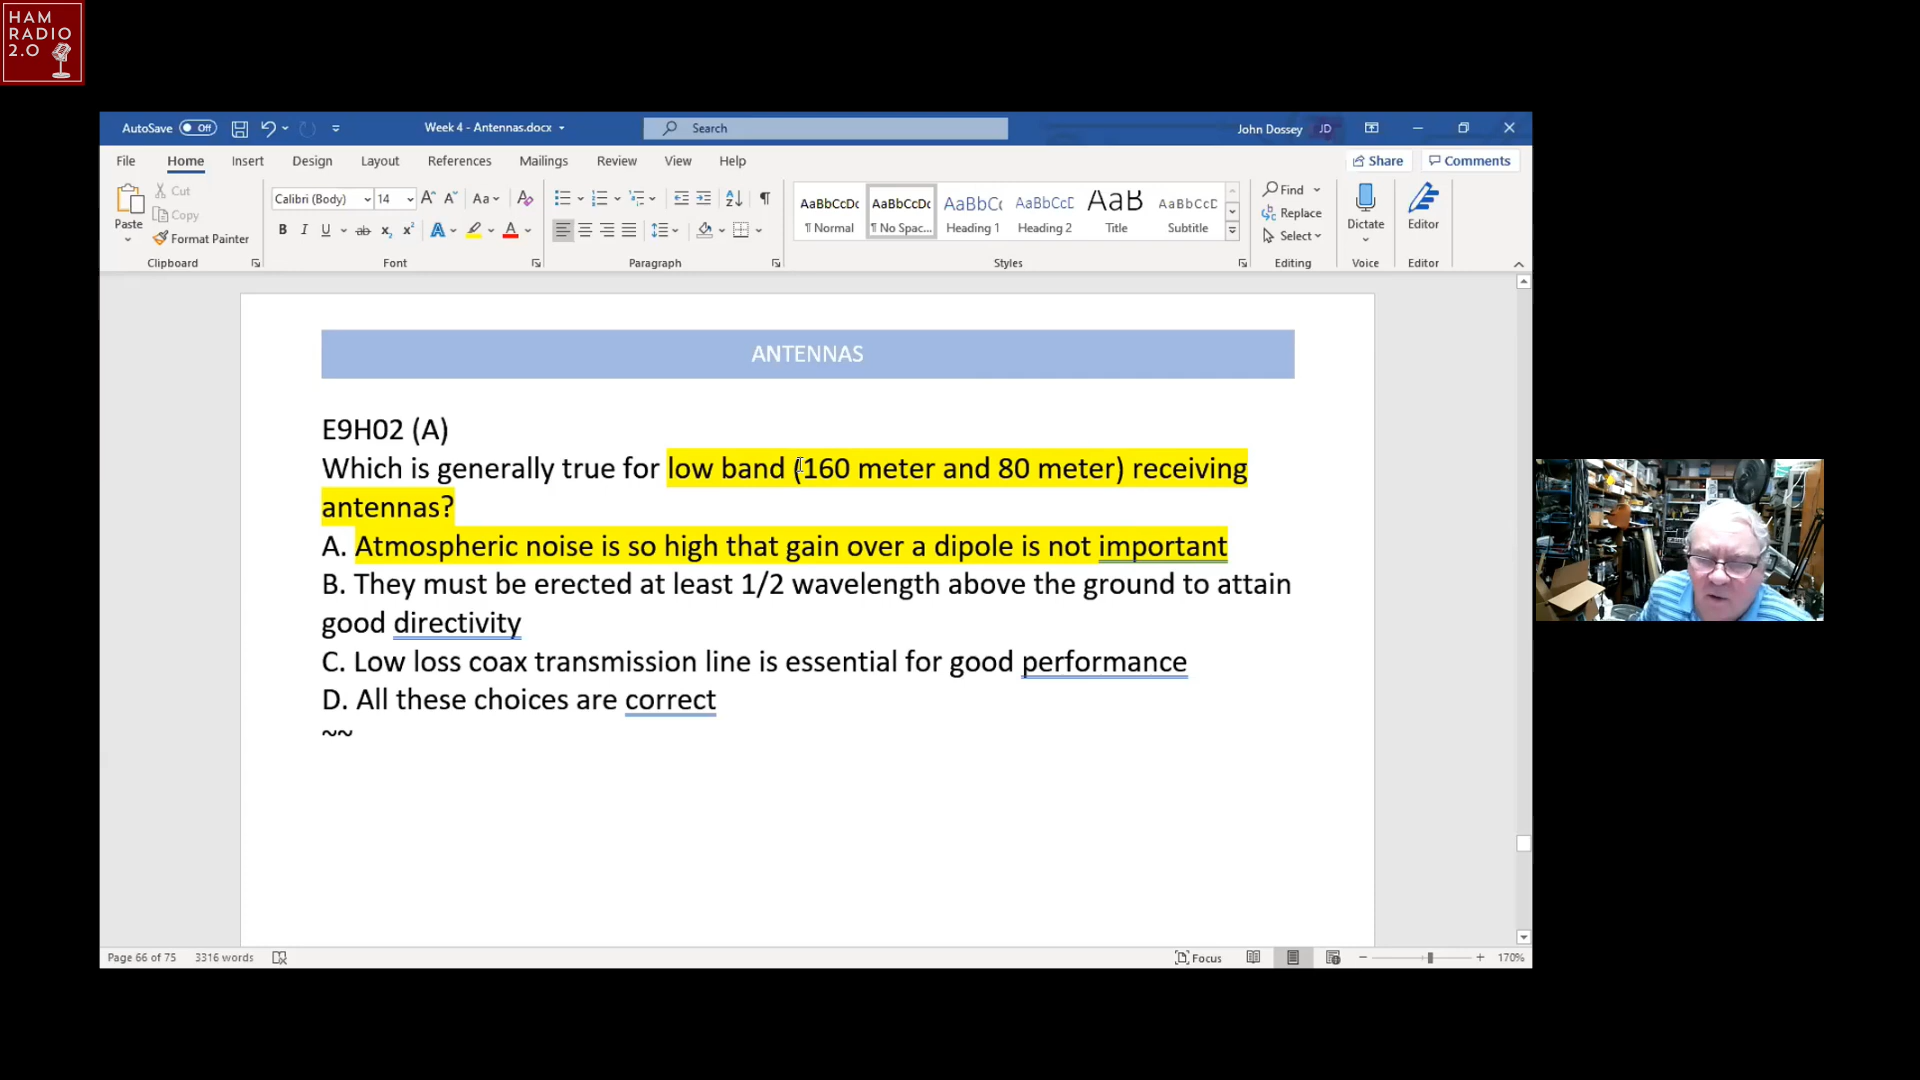 HAM
RADIO
2.0
AutoSave Off Week 4 - Antennas.docx Search John Dossey JD
File Home Insert Design Layout References Mailings Review View Help Share Comments
Paste Cut Copy Format Painter Clipboard
Calibri (Body) 14 Aa Font
Paragraph
AaBbCcDc ¶ Normal AaBbCcDc ¶ No Spac... AaBbCc Heading 1 AaBbCcD Heading 2 AaB Title AaBbCcD Subtitle Styles
Find Replace Select Editing
Dictate Voice
Editor Editor
ANTENNAS
E9H02 (A)
Which is generally true for low band (160 meter and 80 meter) receiving
antennas?
A. Atmospheric noise is so high that gain over a dipole is not important
B. They must be erected at least 1/2 wavelength above the ground to attain
good directivity
C. Low loss coax transmission line is essential for good performance
D. All these choices are correct
~~
Page 66 of 75 3316 words Focus 170%